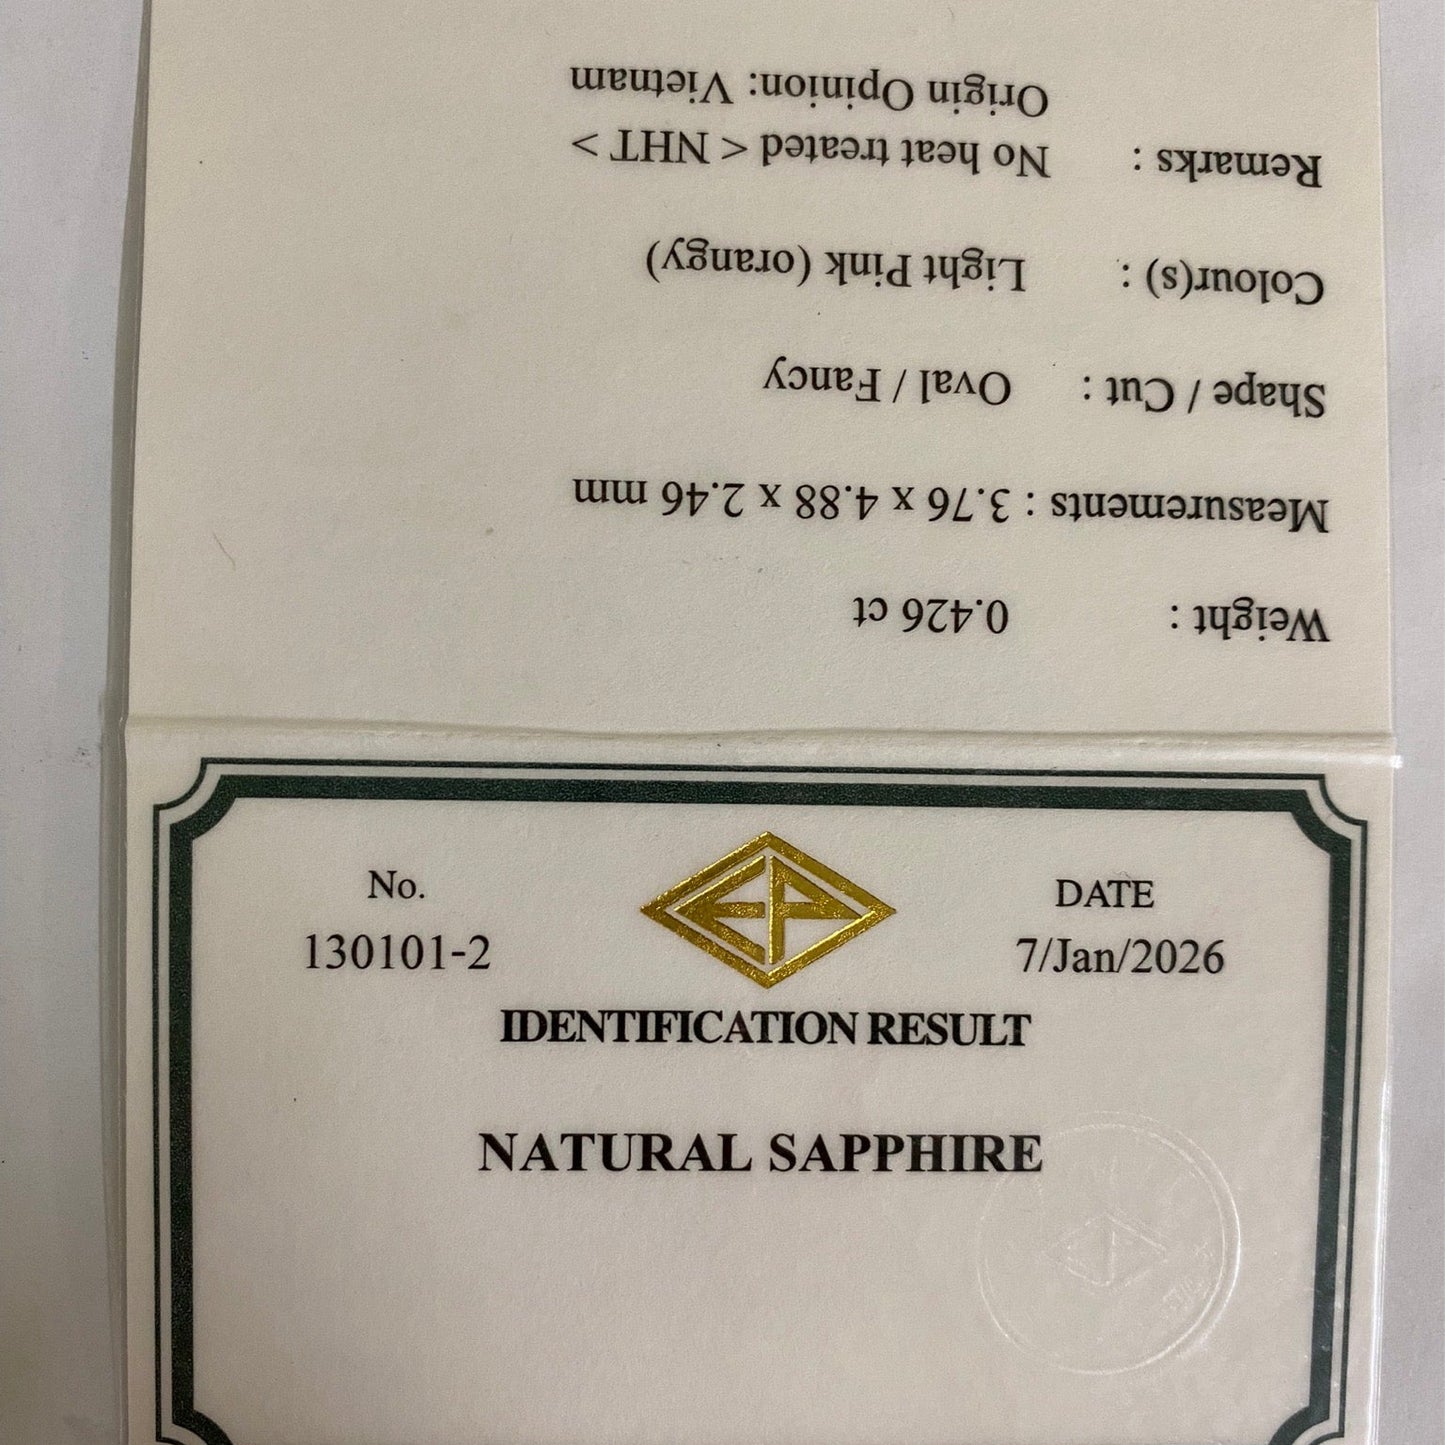 Weight : 0.426 ct
Measurements : 3.76 x 4.88 x 2.46 mm
Shape / Cut : Oval / Fancy
Colour(s) : Light Pink (orangy)
Remarks : No heat treated < NHT >
Origin Opinion: Vietnam
No.
130101-2
EP
DATE
7/Jan/2026
IDENTIFICATION RESULT
NATURAL SAPPHIRE